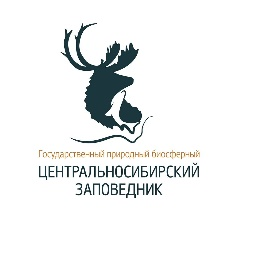 Государственный природный биосферный
ЦЕНТРАЛЬНОСИБИРСКИЙ
ЗАПОВЕДНИК